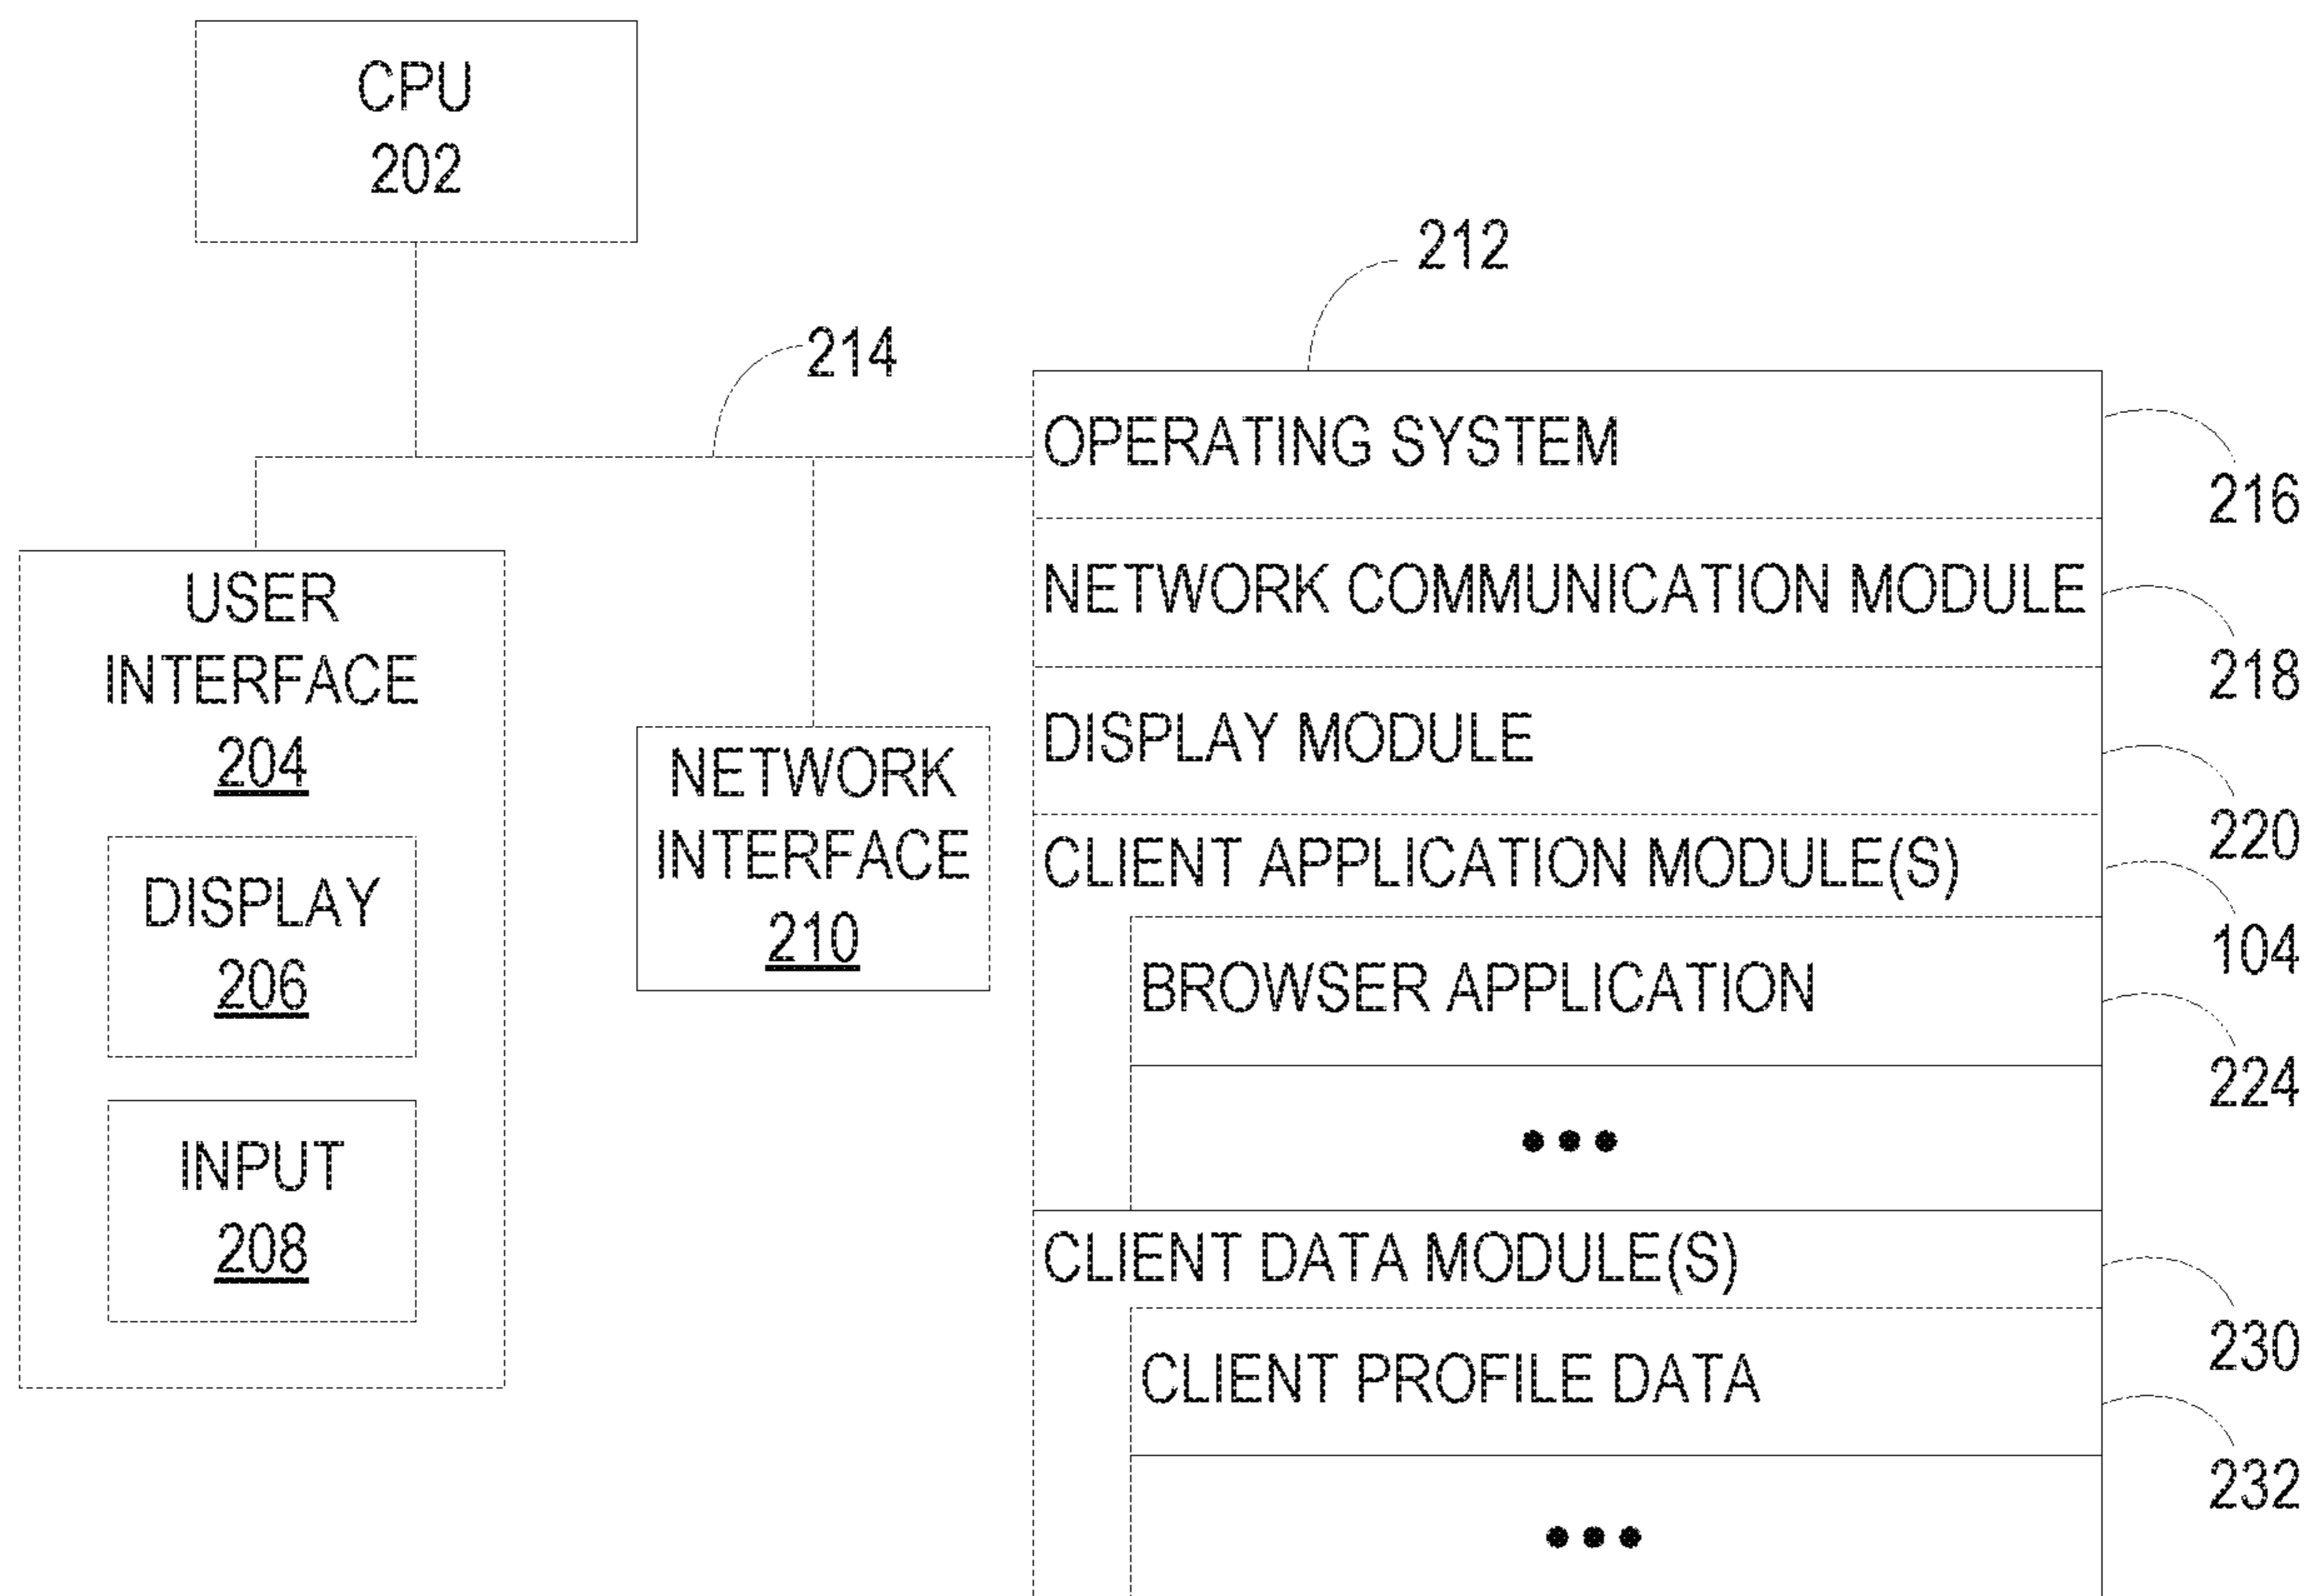 CPU
202
212
214
OPERATING SYSTEM
216
NETWORK COMMUNICATION MODULE
218
DISPLAY MODULE
220
CLIENT APPLICATION MODULE(S)
104
BROWSER APPLICATION
224
•••
CLIENT DATA MODULE(S)
230
CLIENT PROFILE DATA
232
•••
USER
INTERFACE
204
DISPLAY
206
INPUT
208
NETWORK
INTERFACE
210